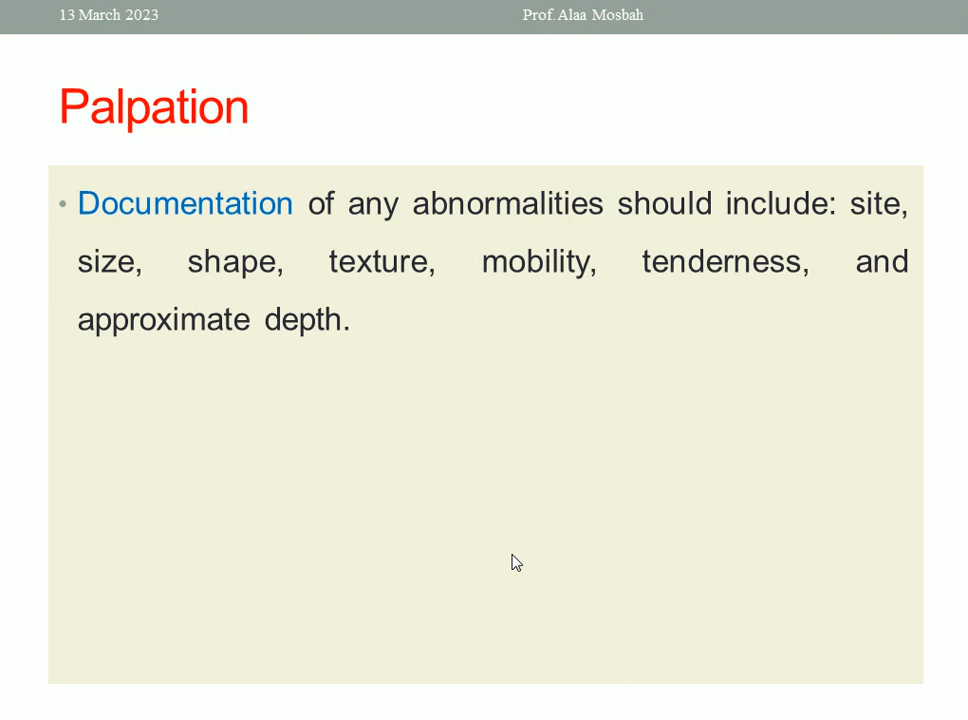 13 March 2023 Prof. Alaa Mosbah
Palpation
• Documentation of any abnormalities should include: site,
size, shape, texture, mobility, tenderness, and
approximate depth.